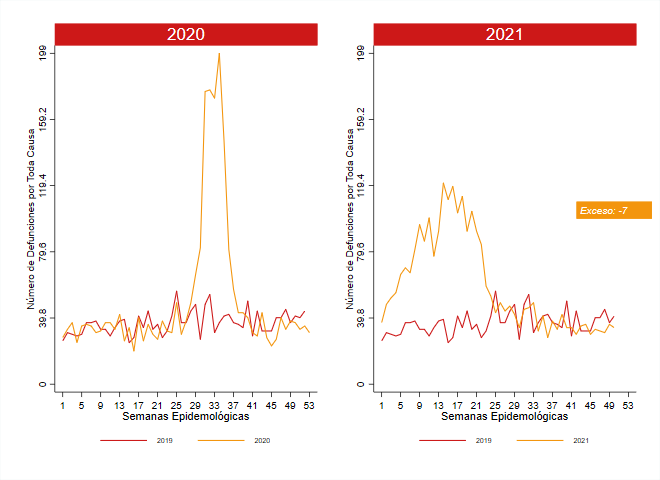 2020
2021
Número de Defunciones por Toda Causa
199
159.2
119.4
79.6
39.8
0
1 5 9 13 17 21 25 29 33 37 41 45 49 53
Semanas Epidemiológicas
2019 2020
Número de Defunciones por Toda Causa
199
159.2
119.4
79.6
39.8
0
Exceso: -7
1 5 9 13 17 21 25 29 33 37 41 45 49 53
Semanas Epidemiológicas
2019 2021